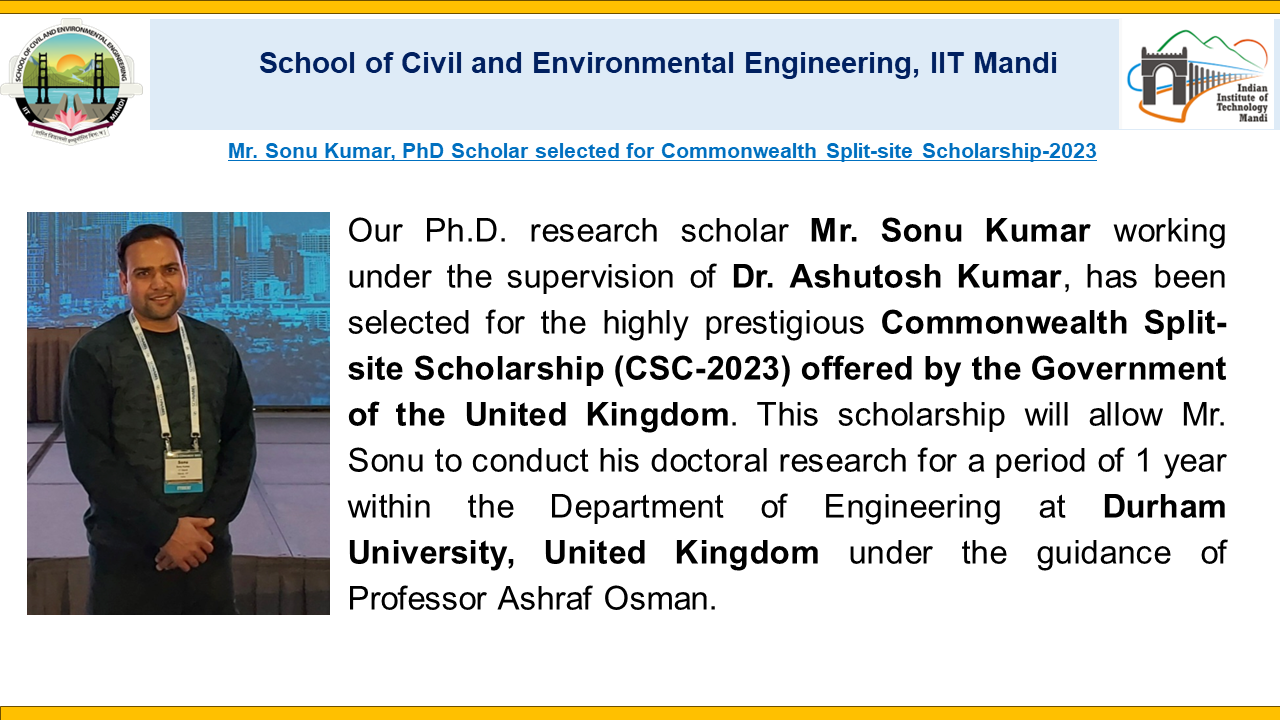 SCHOOL OF CIVIL AND ENVIRONMENTAL ENGINEERING
IIT MANDI
School of Civil and Environmental Engineering, IIT Mandi
Indian
Institute of
Technology
Mandi
Mr. Sonu Kumar, PhD Scholar selected for Commonwealth Split-site Scholarship-2023
Our Ph.D. research scholar Mr. Sonu Kumar working
under the supervision of Dr. Ashutosh Kumar, has been
selected for the highly prestigious Commonwealth Split-
site Scholarship (CSC-2023) offered by the Government
of the United Kingdom. This scholarship will allow Mr.
Sonu to conduct his doctoral research for a period of 1 year
within the Department of Engineering at Durham
University, United Kingdom under the guidance of
Professor Ashraf Osman.
Sonu